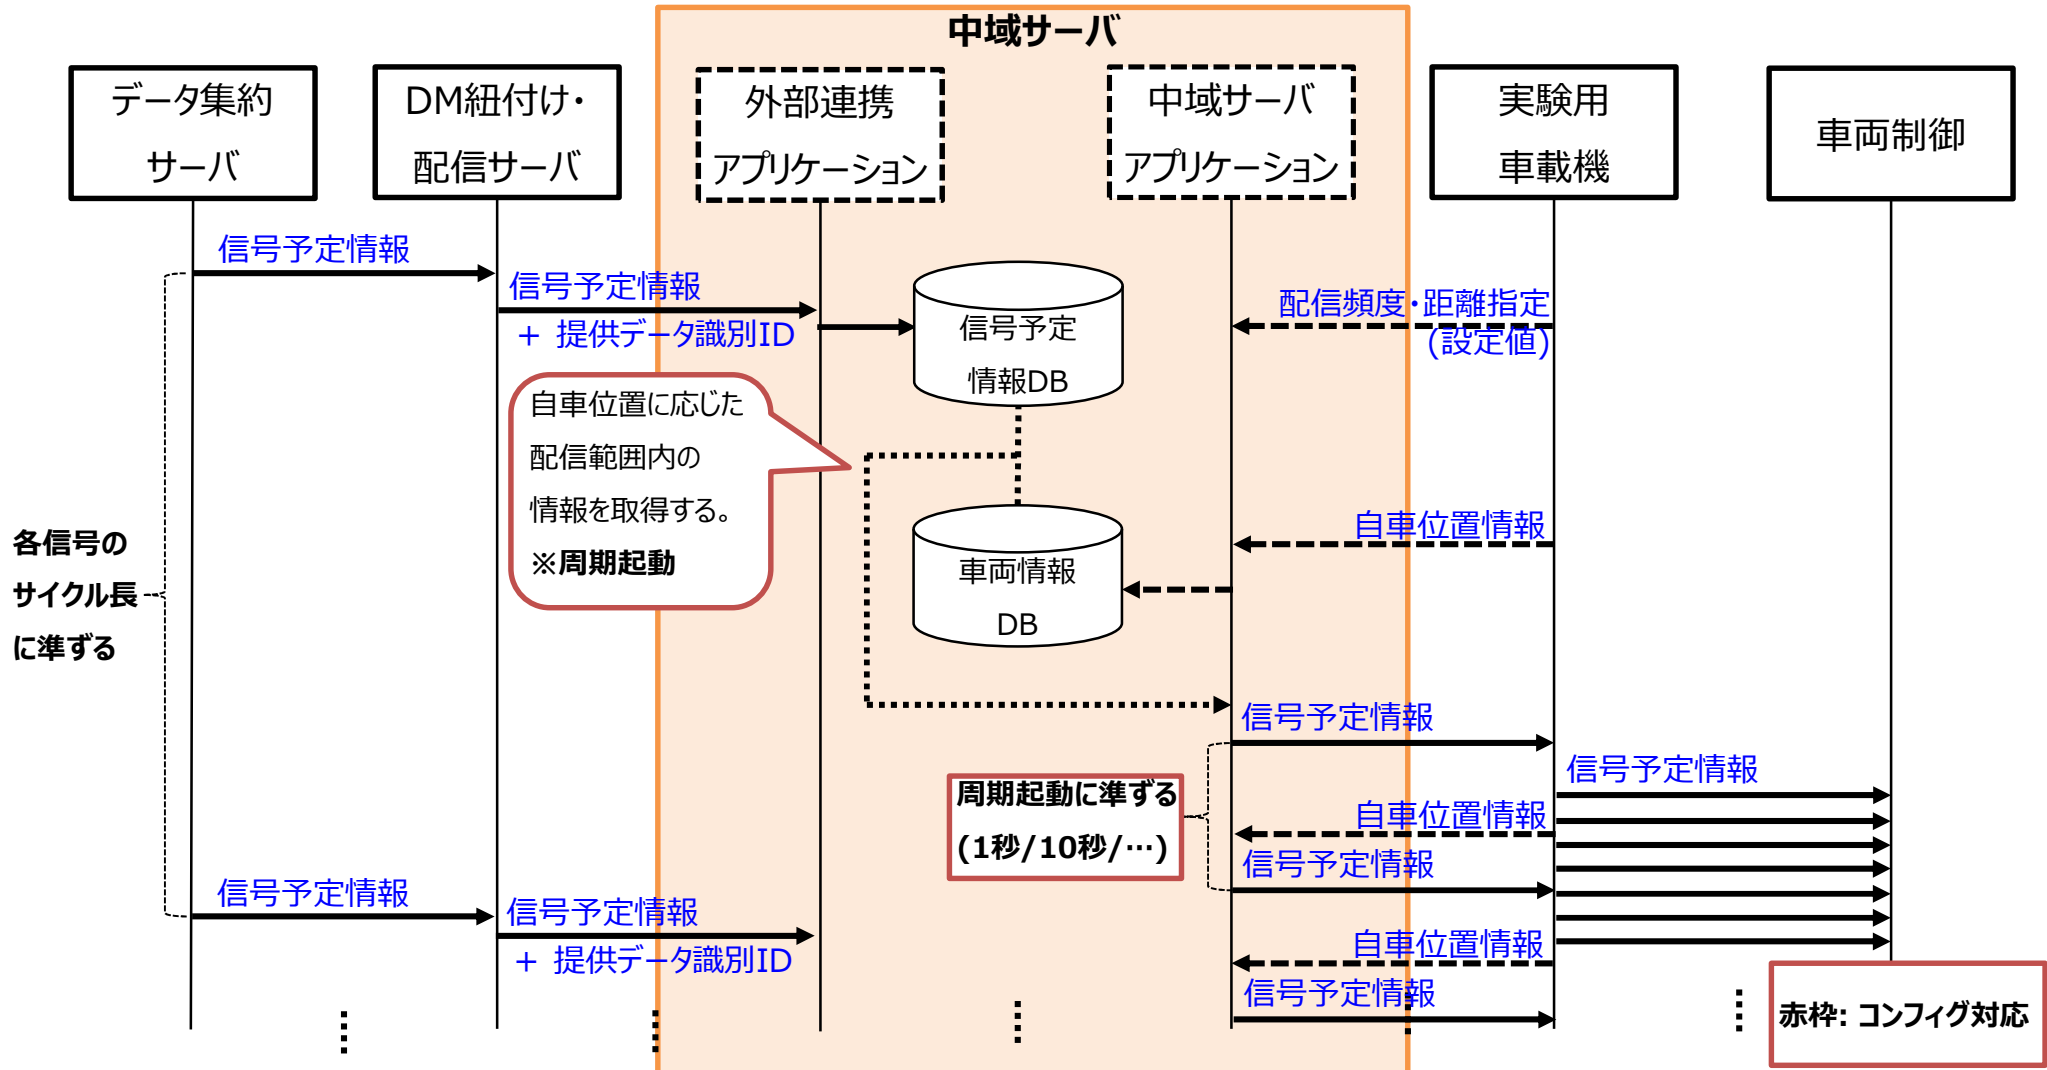 中域サーバ
データ集約
サーバ
DM紐付け・
配信サーバ
外部連携
アプリケーション
中域サーバ
アプリケーション
実験用
車載機
車両制御
信号予定情報
信号予定情報
+ 提供データ識別ID
信号予定
情報DB
配信頻度・距離指定
(設定値)
自車位置に応じた
配信範囲内の
情報を取得する。
※周期起動
各信号の
サイクル長
に準ずる
自車位置情報
車両情報
DB
信号予定情報
信号予定情報
周期起動に準ずる
(1秒/10秒/…)
自車位置情報
信号予定情報
信号予定情報
信号予定情報
+ 提供データ識別ID
自車位置情報
信号予定情報
赤枠: コンフィグ対応